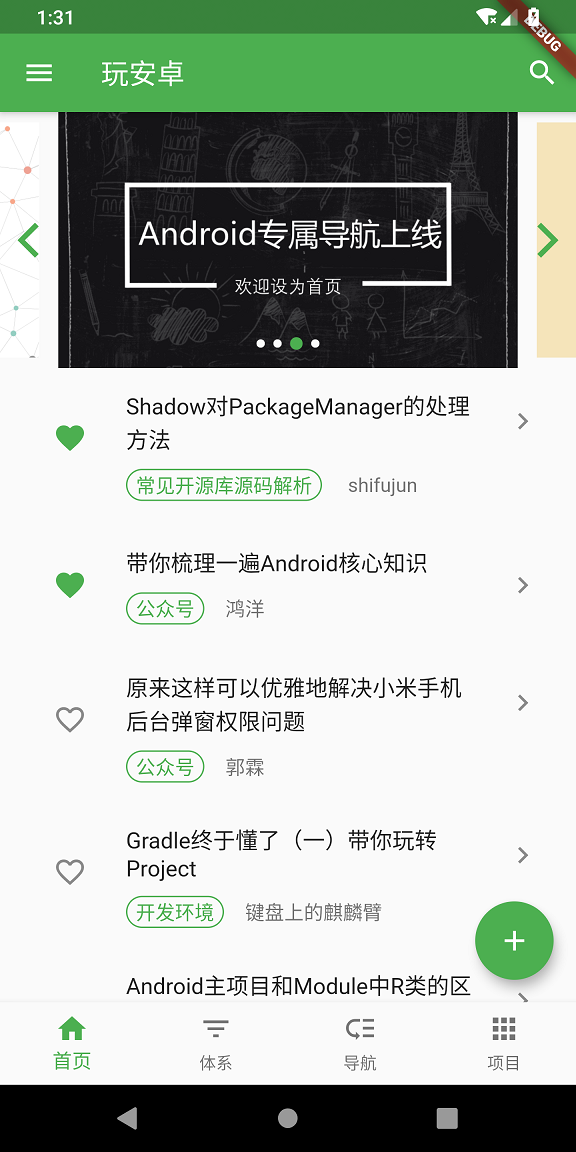 1:31
DEBUG
玩安卓
Android专属导航上线
欢迎设为首页
Shadow对PackageManager的处理
方法
常见开源库源码解析 shifujun
带你梳理一遍Android核心知识
公众号 鸿洋
原来这样可以优雅地解决小米手机
后台弹窗权限问题
公众号 郭霖
Gradle终于懂了（一）带你玩转
Project
开发环境 键盘上的麒麟臂
Android主项目和Module中R类的区
首页 体系 导航 项目